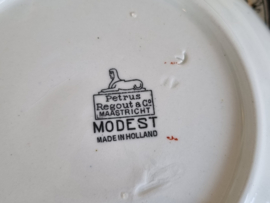 Petrus
Regout & Co
MAASTRICHT
MODEST
MADE IN HOLLAND